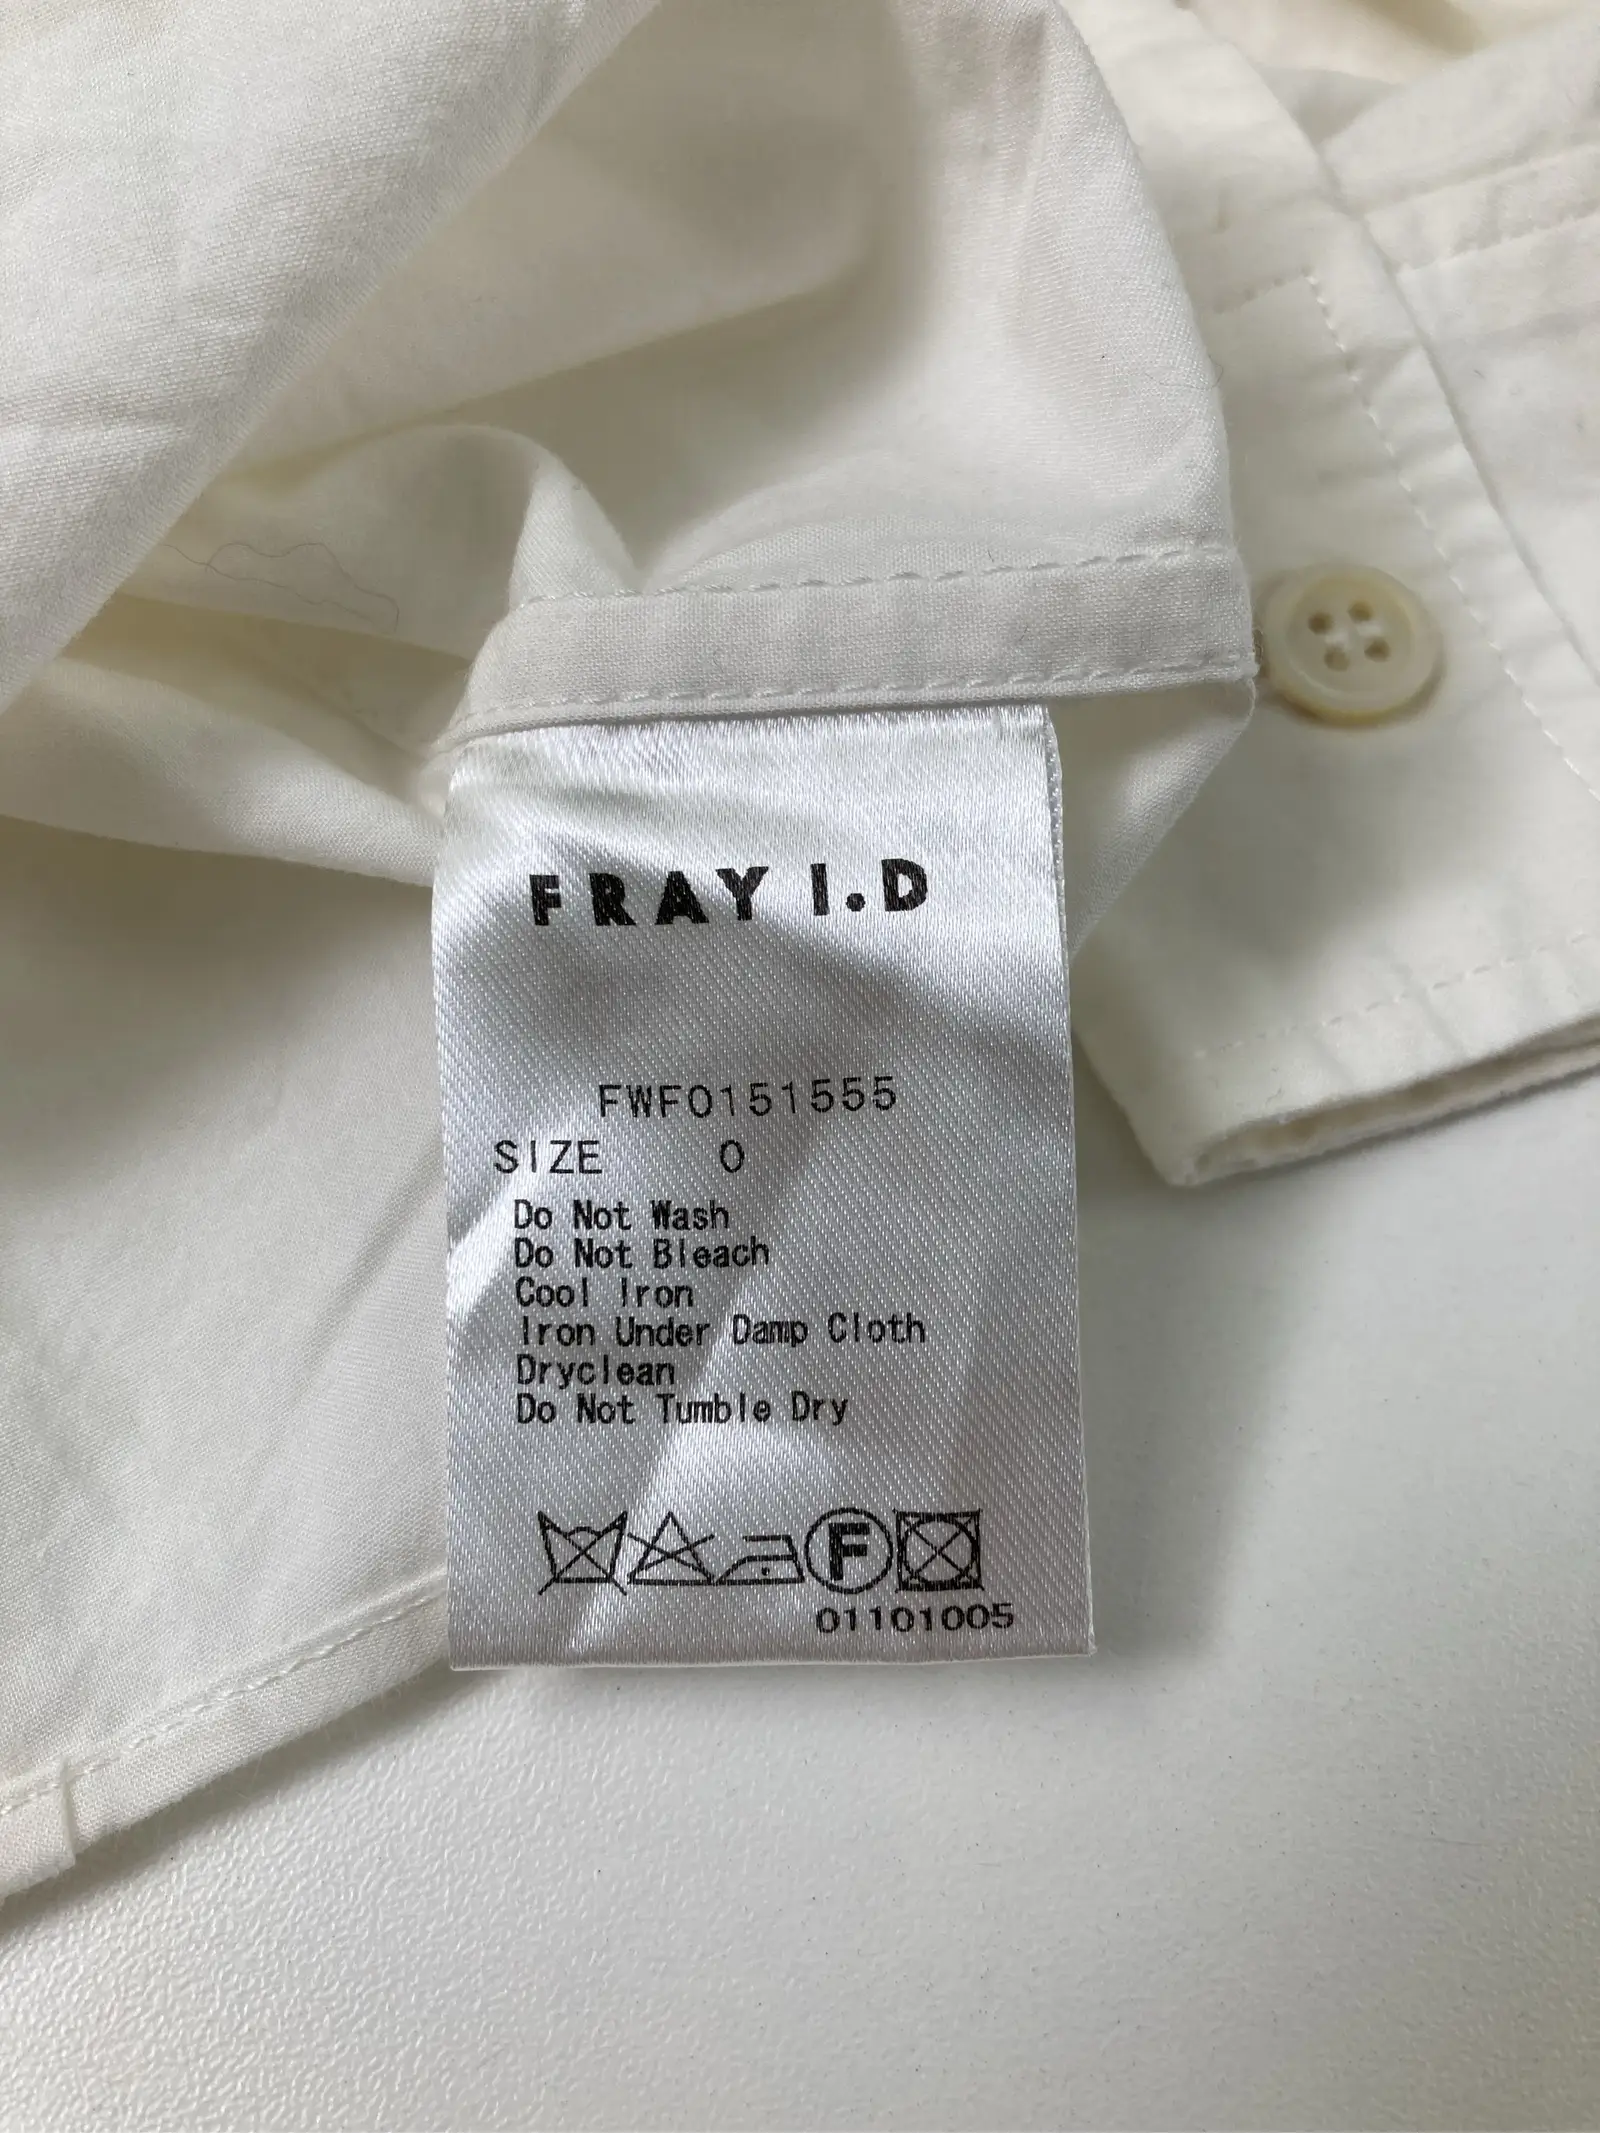 FRAY I.D
FWF0151555
SIZE 0
Do Not Wash
Do Not Bleach
Cool Iron
Iron Under Damp Cloth
Dryclean
Do Not Tumble Dry
F
01101005